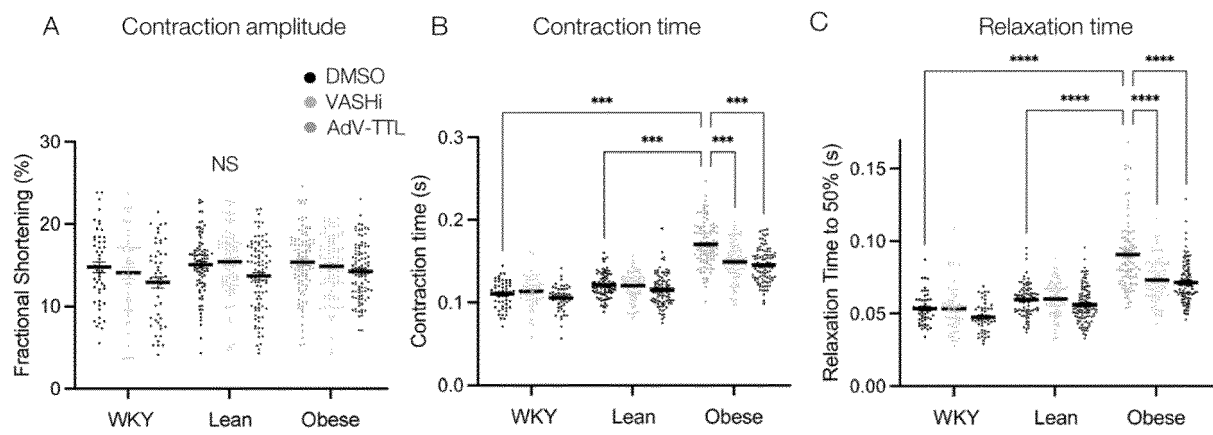 A
Contraction amplitude
DMSO
VASHi
AdV-TTL
NS
Fractional Shortening (%)
30
20
10
0
WKY Lean Obese
B
Contraction time
***
***
***
***
Contraction time (s)
0.3
0.2
0.1
0.0
WKY Lean Obese
C
Relaxation time
****
****
****
****
Relaxation Time to 50% (s)
0.15
0.10
0.05
0.00
WKY Lean Obese